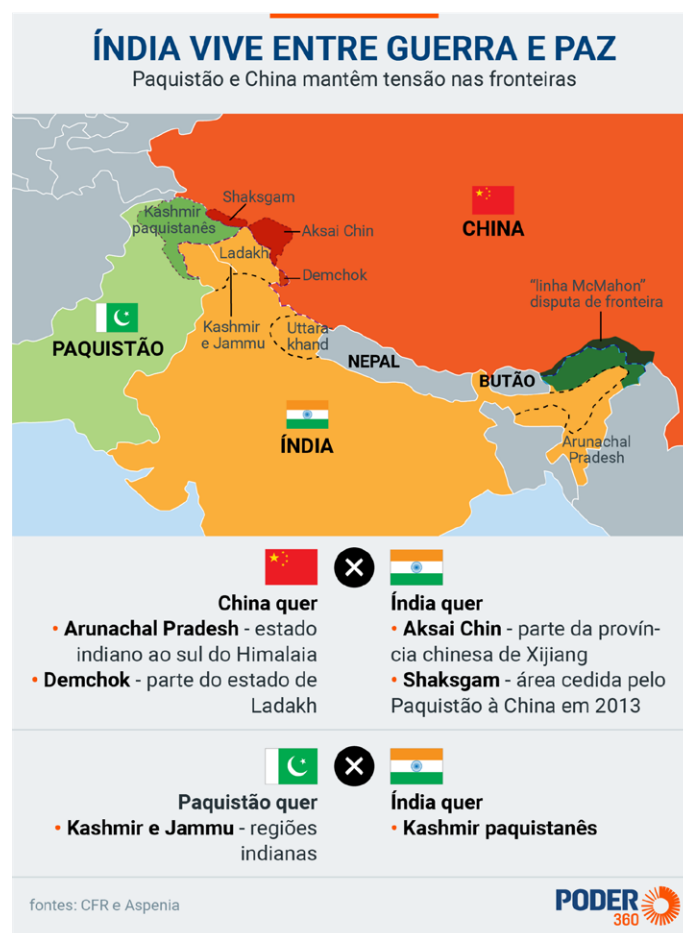 ÍNDIA VIVE ENTRE GUERRA E PAZ
Paquistão e China mantêm tensão nas fronteiras
Shaksgam
Kashmir
paquistanês
Aksai Chin
CHINA
Ladakh
Demchok
"linha McMahon"
disputa de fronteira
Kashmir
e Jammu
Uttara
khand
PAQUISTÃO
NEPAL
BUTÃO
ÍNDIA
Arunachal
Pradesh
China quer
• Arunachal Pradesh - estado
indiano ao sul do Himalaia
• Demchok - parte do estado de
Ladakh
Índia quer
• Aksai Chin - parte da provín-
cia chinesa de Xijiang
• Shaksgam - área cedida pelo
Paquistão à China em 2013
Paquistão quer
• Kashmir e Jammu - regiões
indianas
Índia quer
• Kashmir paquistanês
fontes: CFR e Aspenia
PODER
360